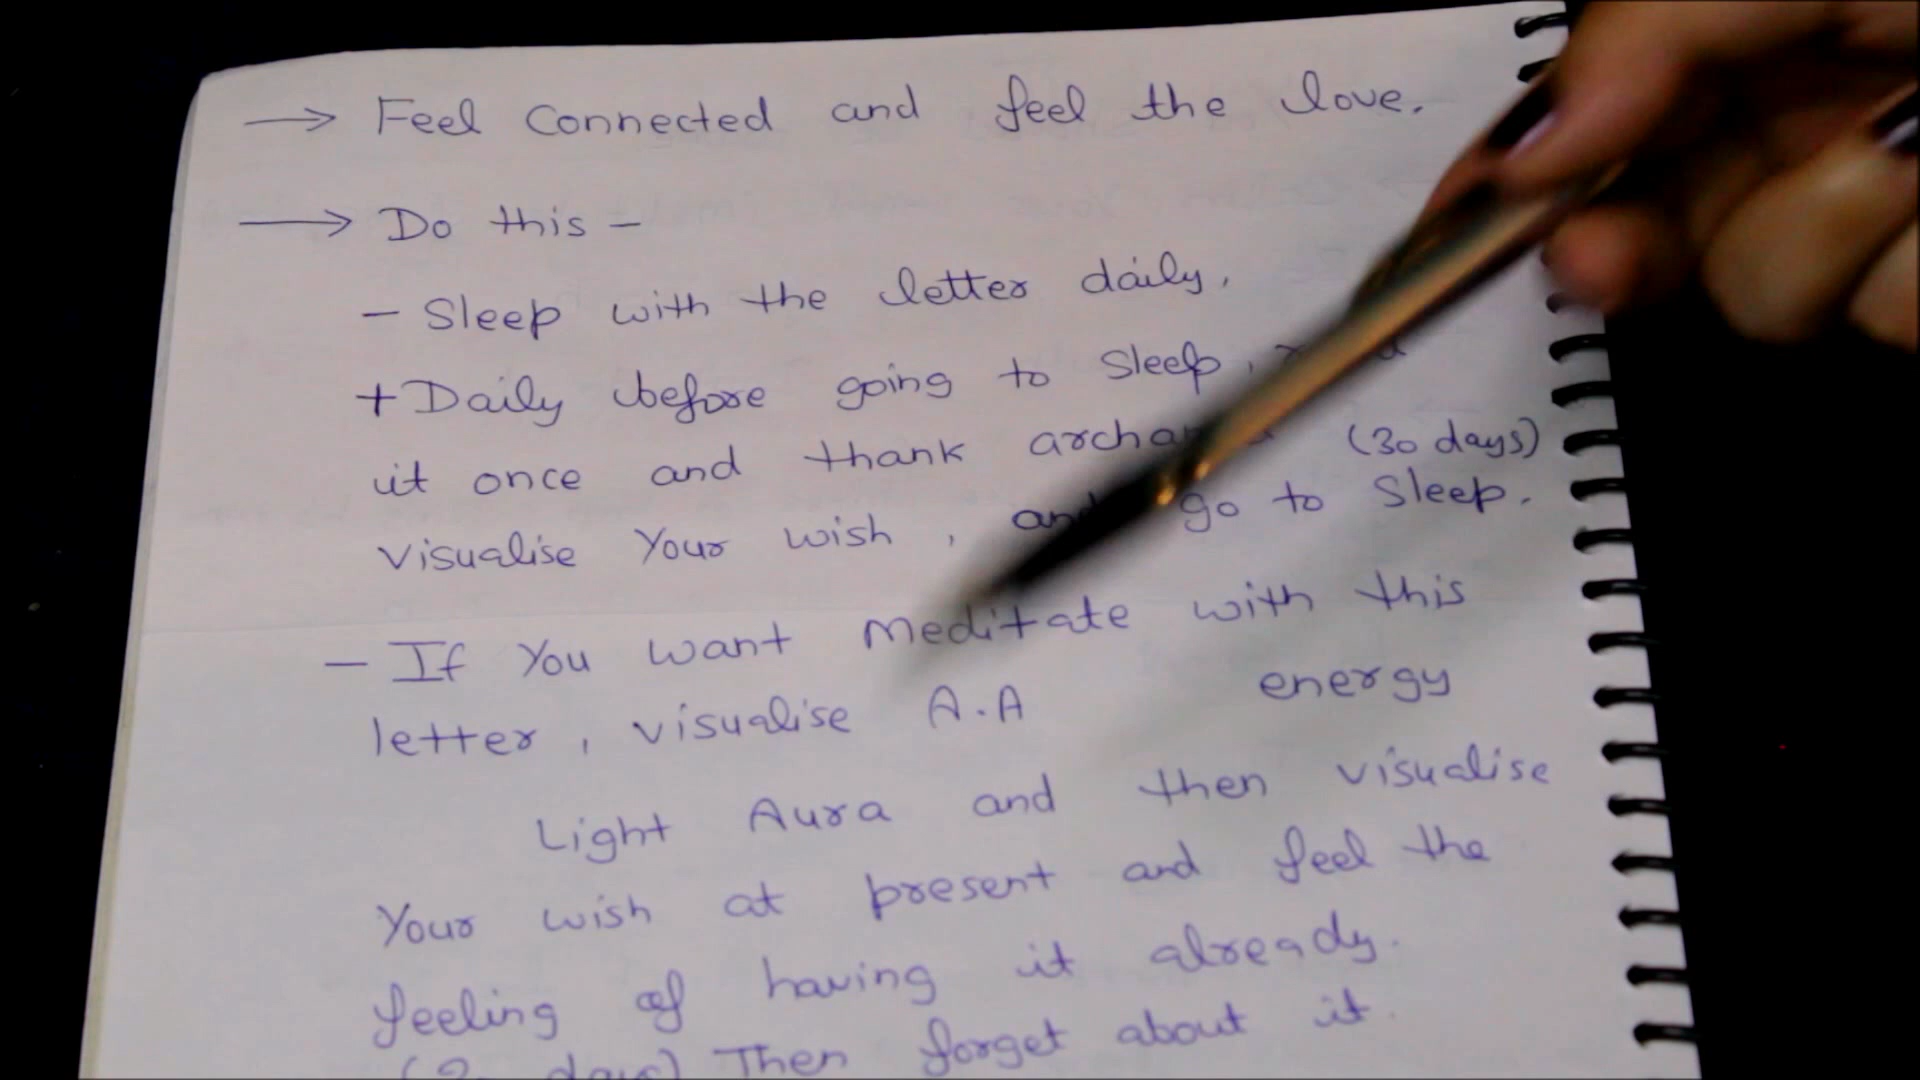 → Feel Connected and feel the love.
→ Do this -
- Sleep with the letter daily.
+ Daily before going to Sleep,
it once and thank (30 days)
visualise Your wish, and go to Sleep.
- If You want Meditate with this
letter, visualise A.A energy
Light Aura and then visualise
Your wish at present and feel the
feeling of having it already.
days) Then forget about it.